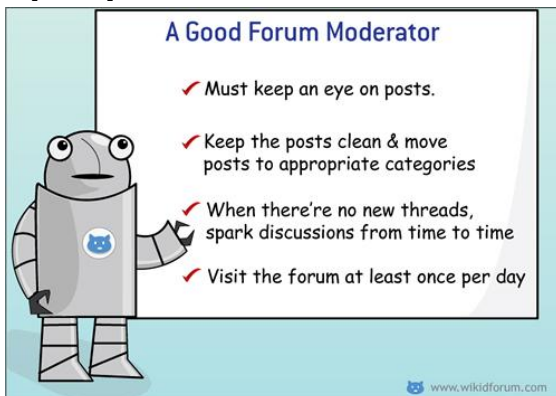 A Good Forum Moderator
Must keep an eye on posts.
Keep the posts clean & move
posts to appropriate categories
When there're no new threads,
spark discussions from time to time
Visit the forum at least once per day
www.wikidforum.com